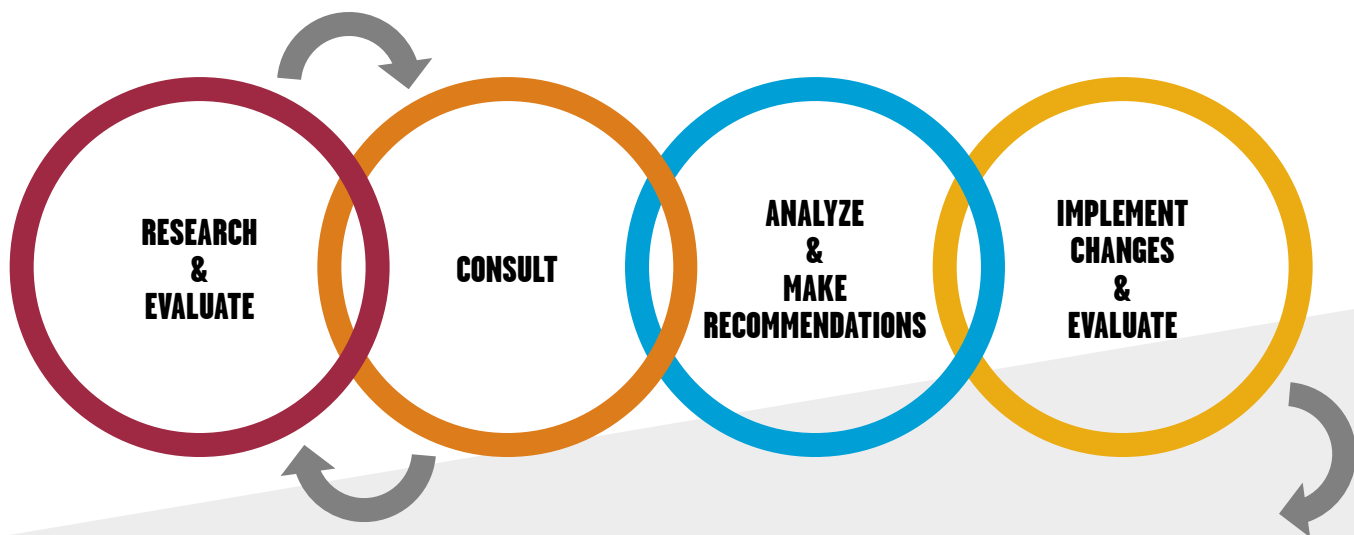 RESEARCH
&
EVALUATE
CONSULT
ANALYZE
&
MAKE
RECOMMENDATIONS
IMPLEMENT
CHANGES
&
EVALUATE